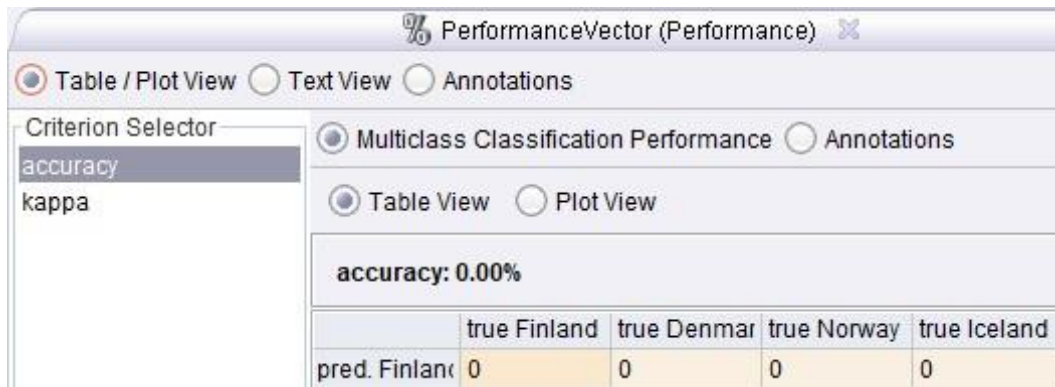 PerformanceVector (Performance)
Table / Plot View Text View Annotations
Criterion Selector
accuracy
kappa
Multiclass Classification Performance Annotations
Table View Plot View
accuracy: 0.00%
true Finland true Denmar true Norway true Iceland
pred. Finlan 0 0 0 0